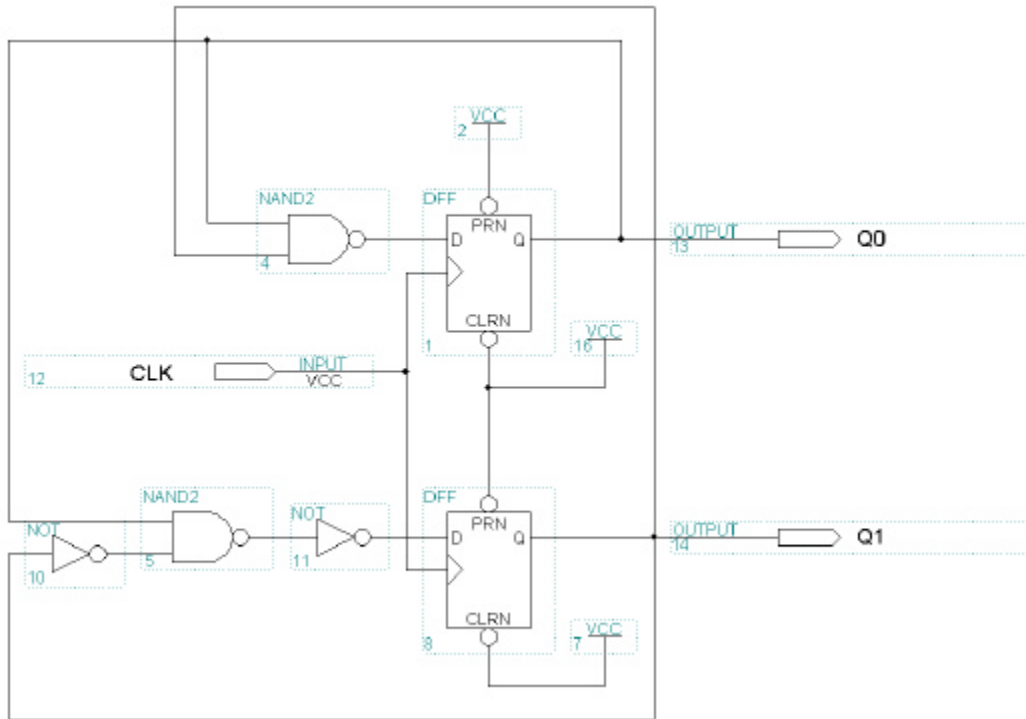 VCC
2
NAND2
4
DFF
PRN
D
Q
CLRN
1
OUTPUT
13
Q0
VCC
16
12
CLK
INPUT
VCC
NOT
10
NAND2
5
NOT
11
DFF
PRN
D
Q
CLRN
8
OUTPUT
14
Q1
VCC
7